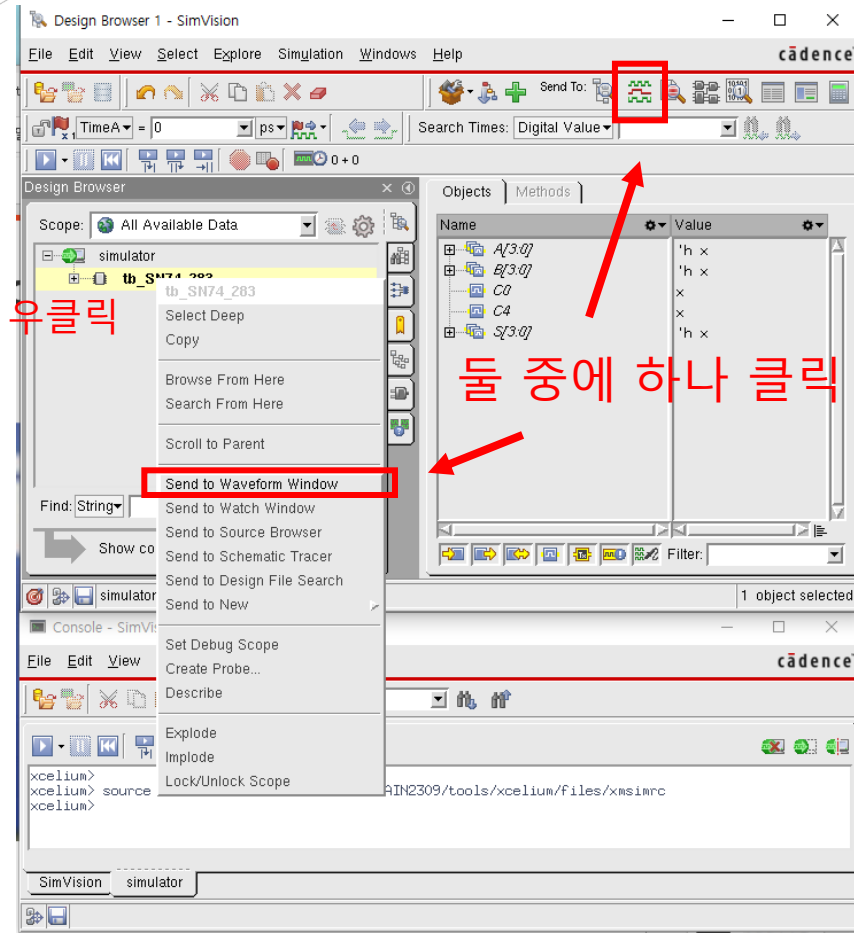 Design Browser 1 - SimVision
File Edit View Select Explore Simulation Windows Help cādence
Send To:
TimeA = 0 ps Search Times: Digital Value
0 + 0
Design Browser
Objects Methods
Scope: All Available Data
Name Value
simulator
A[3:0] 'h x
tb_SN74_283
B[3:0] 'h x
C0 x
C4 x
S[3:0] 'h x
우클릭
둘 중에 하나 클릭
tb_SN74_283
Select Deep
Copy
Browse From Here
Search From Here
Scroll to Parent
Send to Waveform Window
Send to Watch Window
Send to Source Browser
Send to Schematic Tracer
Send to Design File Search
Send to New
Set Debug Scope
Create Probe...
Describe
Explode
Implode
Lock/Unlock Scope
Find: String
Show co
Filter:
simulator
1 object selected
Console - SimVis
File Edit View cādence
xcelium>
xcelium> source AIN2309/tools/xcelium/files/xmsimrc
xcelium>
SimVision simulator